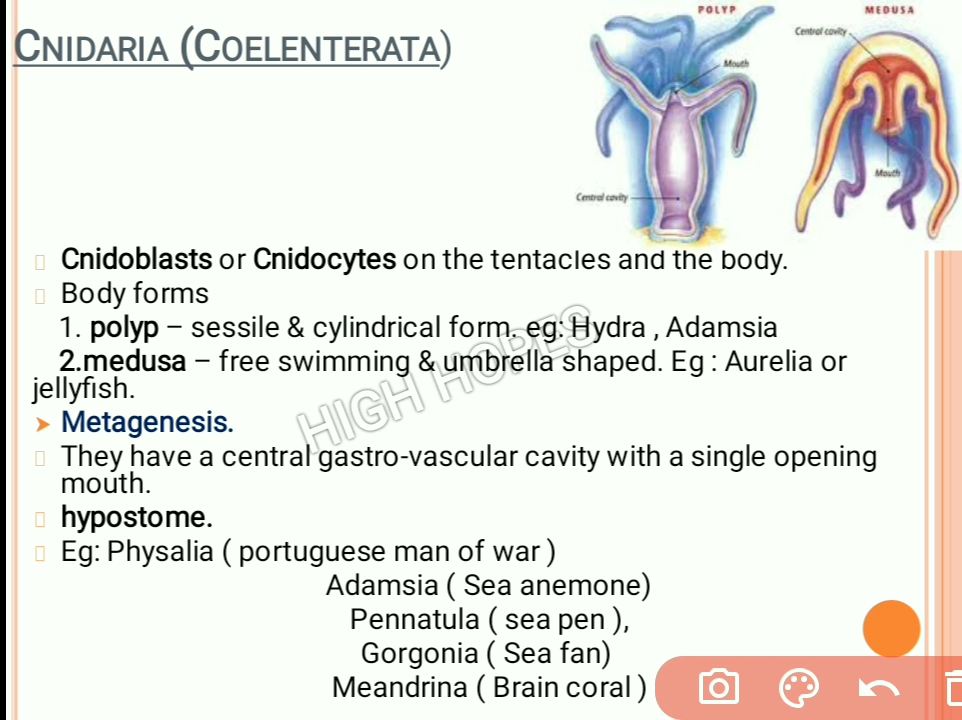 CNIDARIA (COELENTERATA)
POLYP
MEDUSA
Central cavity
Mouth
Mouth
Central cavity
Cnidoblasts or Cnidocytes on the tentacles and the body.
Body forms
1. polyp – sessile & cylindrical form. eg: Hydra , Adamsia
2.medusa – free swimming & umbrella shaped. Eg : Aurelia or
jellyfish.
HIGH HOPES
➤ Metagenesis.
They have a central gastro-vascular cavity with a single opening
mouth.
hypostome.
Eg: Physalia ( portuguese man of war )
Adamsia ( Sea anemone)
Pennatula ( sea pen ),
Gorgonia ( Sea fan)
Meandrina ( Brain coral )